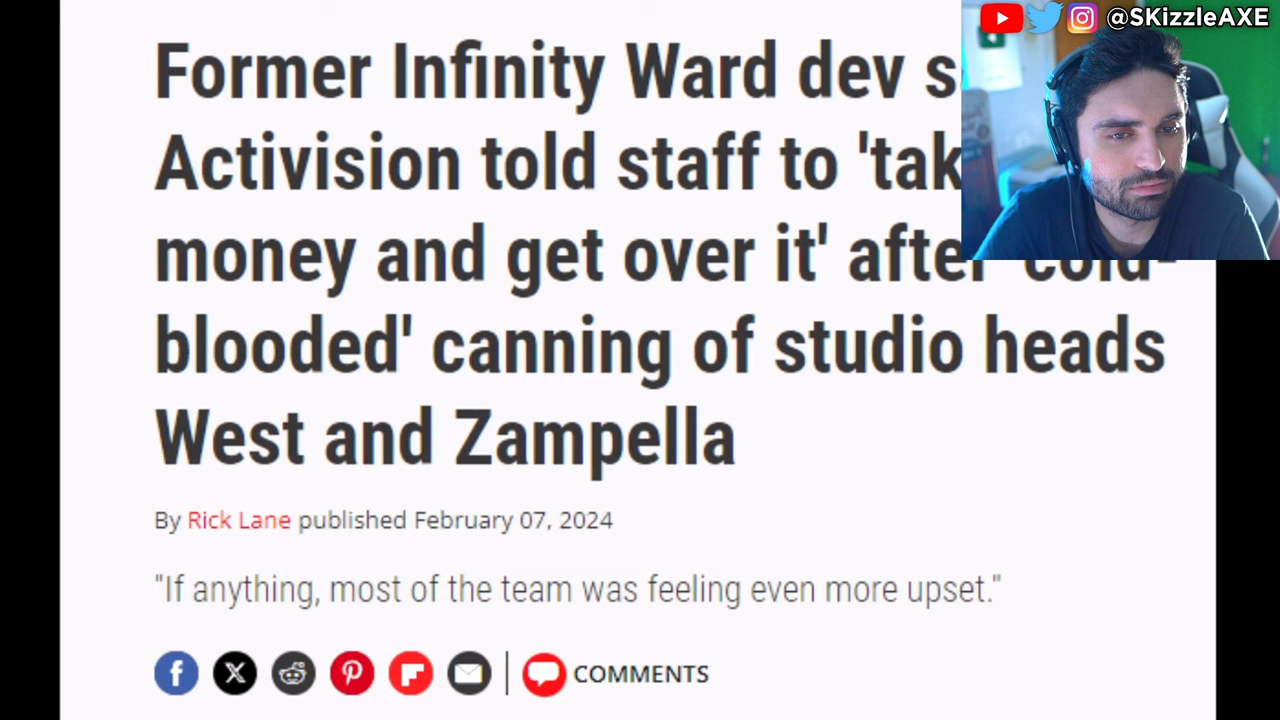 @SKizzleAXE
Former Infinity Ward dev
Activision told staff to
money and get over it' after
blooded' canning of studio heads
West and Zampella
By Rick Lane published February 07, 2024
"If anything, most of the team was feeling even more upset."
COMMENTS